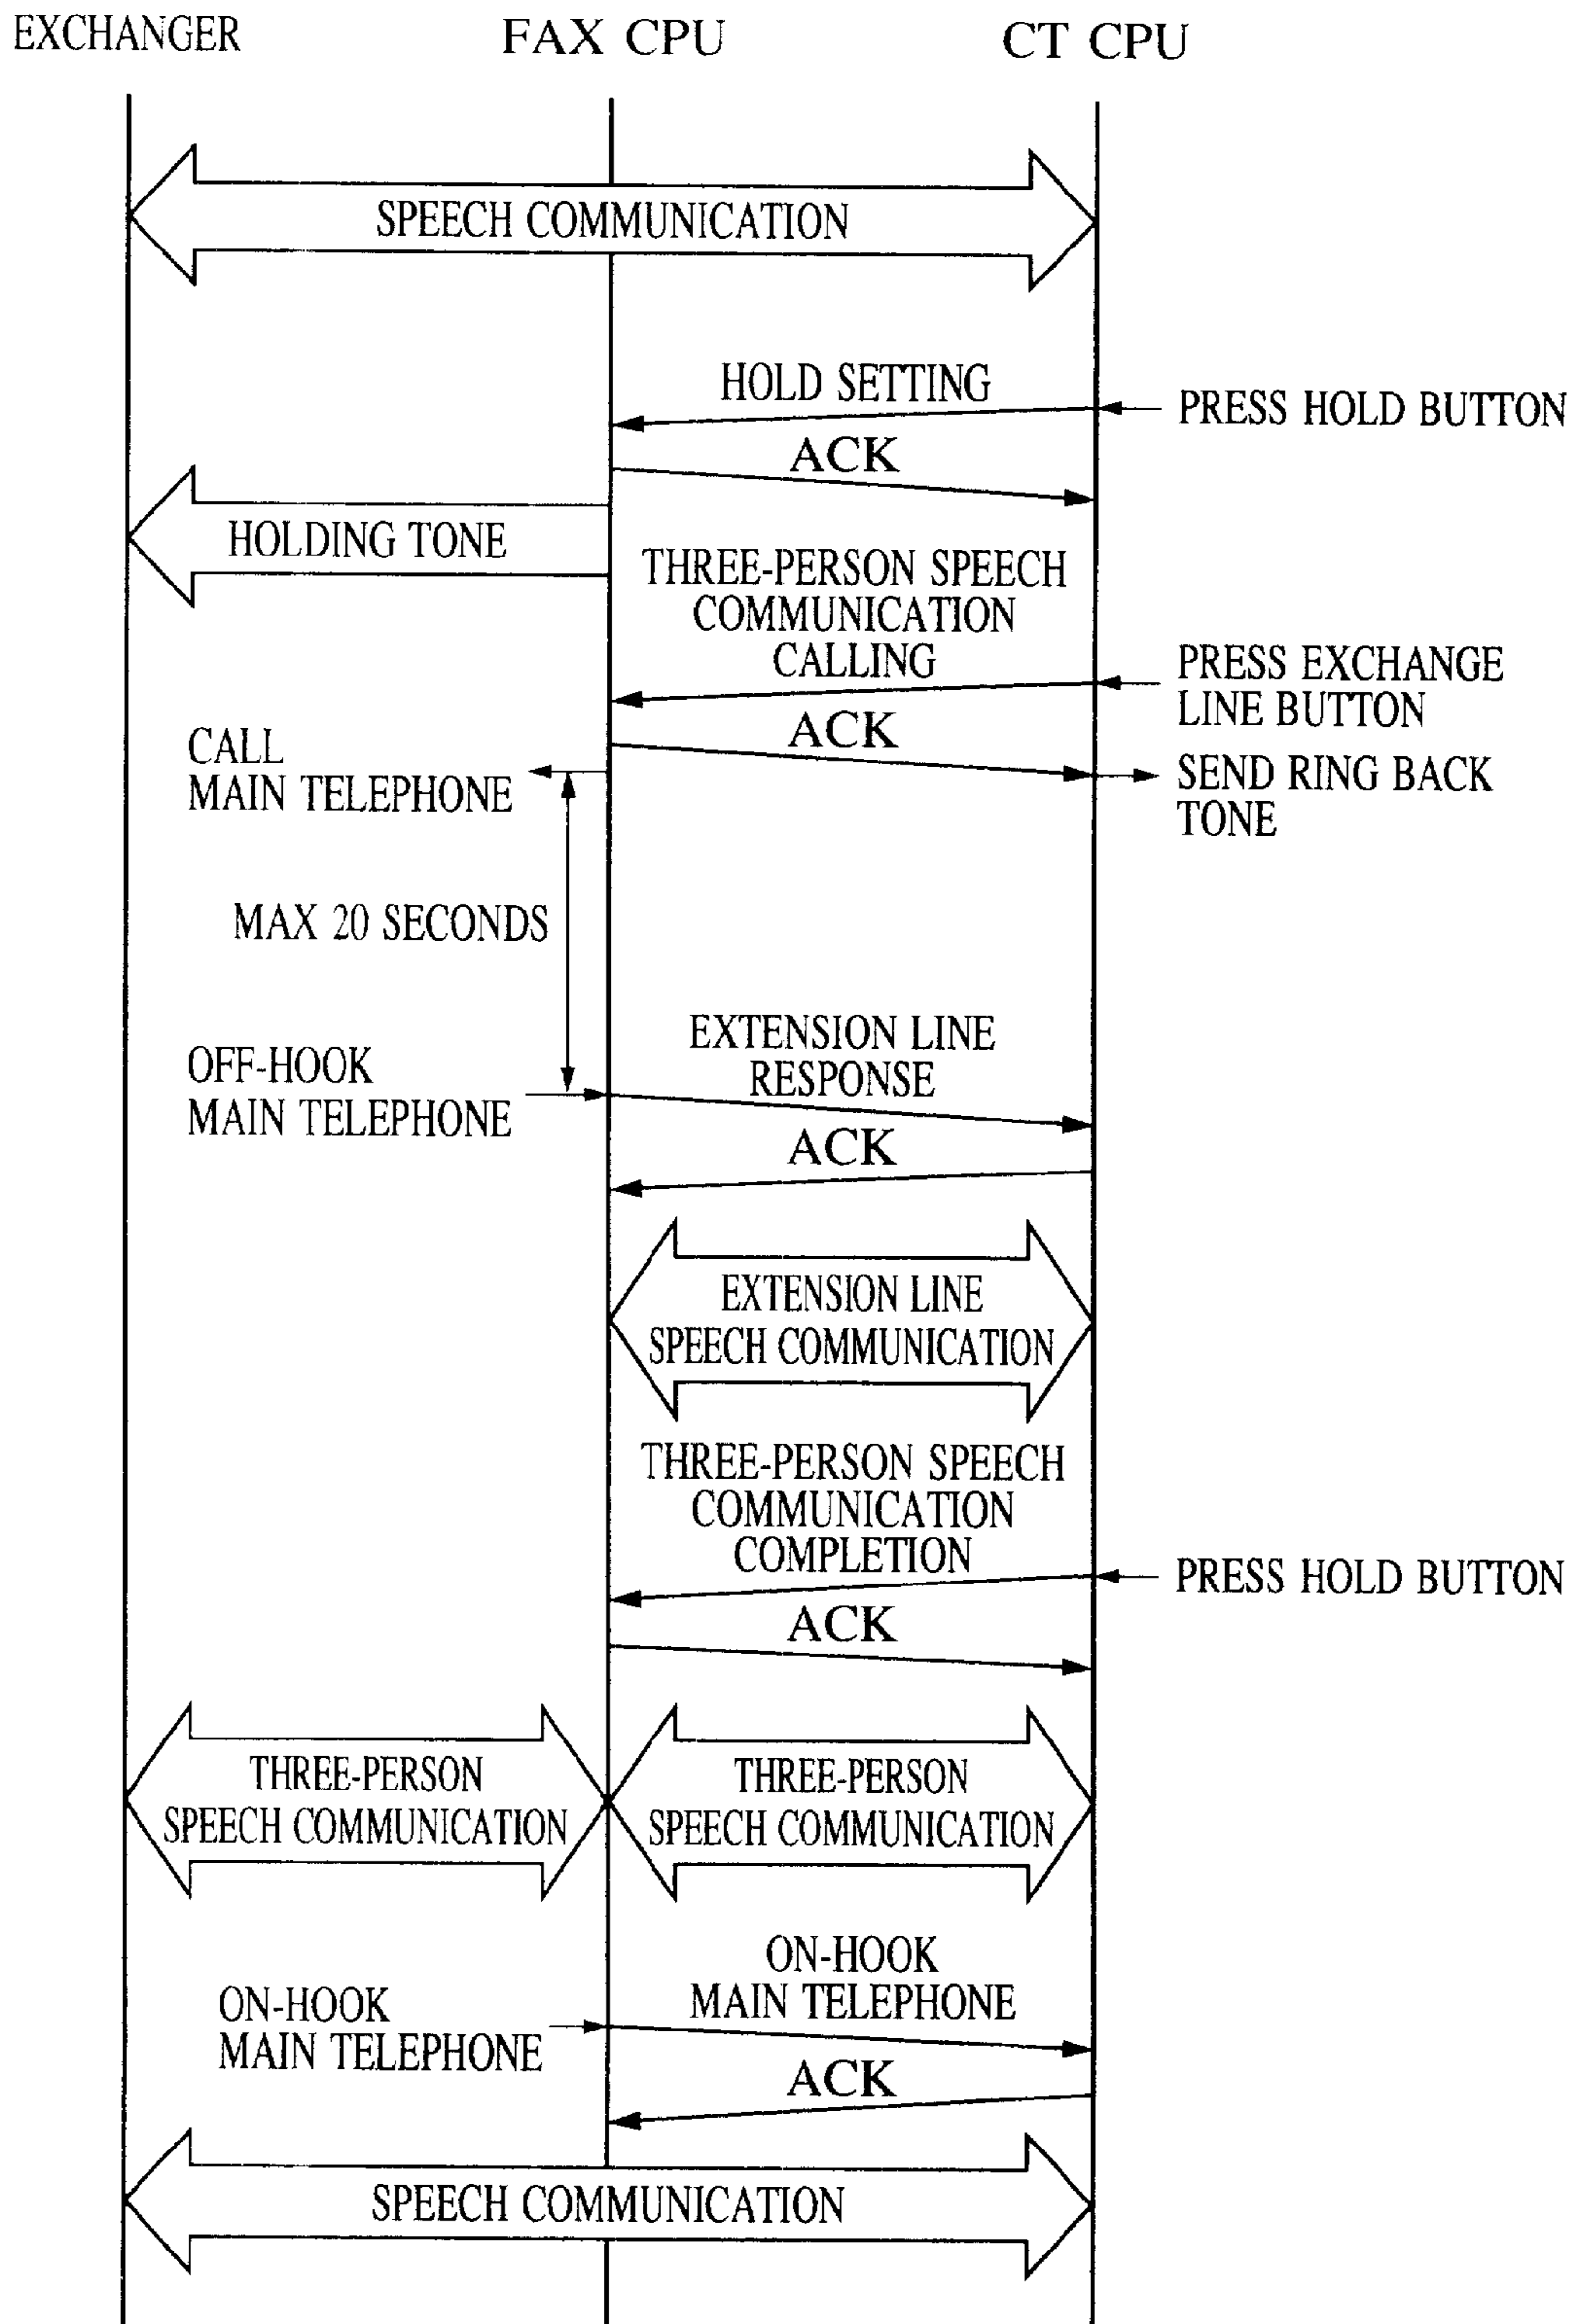 EXCHANGER
FAX CPU
CT CPU
SPEECH COMMUNICATION
HOLD SETTING
PRESS HOLD BUTTON
ACK
HOLDING TONE
THREE-PERSON SPEECH
COMMUNICATION
CALLING
PRESS EXCHANGE
LINE BUTTON
ACK
CALL
MAIN TELEPHONE
SEND RING BACK
TONE
MAX 20 SECONDS
EXTENSION LINE
RESPONSE
OFF-HOOK
MAIN TELEPHONE
ACK
EXTENSION LINE
SPEECH COMMUNICATION
THREE-PERSON SPEECH
COMMUNICATION
COMPLETION
PRESS HOLD BUTTON
ACK
THREE-PERSON
SPEECH COMMUNICATION
THREE-PERSON
SPEECH COMMUNICATION
ON-HOOK
MAIN TELEPHONE
ON-HOOK
MAIN TELEPHONE
ACK
SPEECH COMMUNICATION